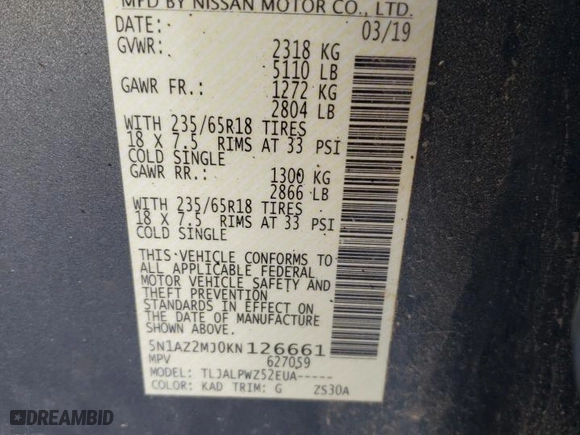 MFD BY NISSAN MOTOR CO., LTD.
DATE: 03/19
GVWR: 2318 KG
5110 LB
GAWR FR.: 1272 KG
2804 LB
WITH 235/65R18 TIRES
18 X 7.5 RIMS AT 33 PSI
COLD SINGLE
GAWR RR.: 1300 KG
2866 LB
WITH 235/65R18 TIRES
18 X 7.5 RIMS AT 33 PSI
COLD SINGLE
THIS VEHICLE CONFORMS TO
ALL APPLICABLE FEDERAL
MOTOR VEHICLE SAFETY AND
THEFT PREVENTION
STANDARDS IN EFFECT ON
THE DATE OF MANUFACTURE
SHOWN ABOVE.
5N1AZ2MJ0KN126661
MPV 627059
TYPE: TLJALPWZ52EUA-----
COLOR: KAD TRIM: G ZS30A
DREAMBID